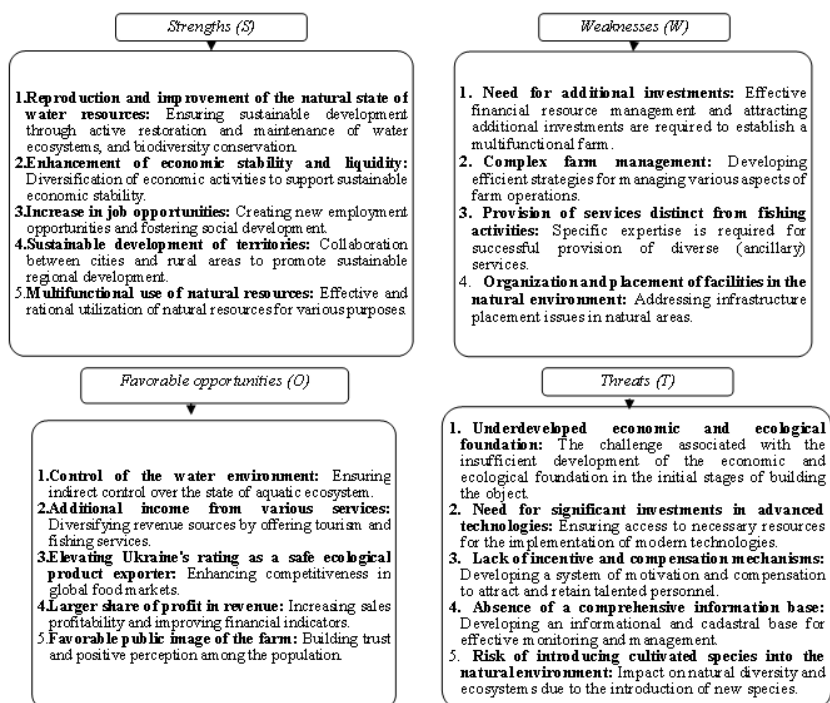 Strengths (S)
1.Reproduction and improvement of the natural state of
water resources: Ensuring sustainable development
through active restoration and maintenance of water
ecosystems, and biodiversity conservation.
2.Enhancement of economic stability and liquidity:
Diversification of economic activities to support sustainable
economic stability.
3.Increase in job opportunities: Creating new employment
opportunities and fostering social development.
4.Sustainable development of territories: Collaboration
between cities and rural areas to promote sustainable
regional development.
5.Multifunctional use of natural resources: Effective and
rational utilization of natural resources for various purposes.
Weaknesses (W)
1. Need for additional investments: Effective
financial resource management and attracting
additional investments are required to establish a
multifunctional farm.
2. Complex farm management: Developing
efficient strategies for managing various aspects of
farm operations.
3. Provision of services distinct from fishing
activities: Specific expertise is required for
successful provision of diverse (ancillary)
services.
4. Organization and placement of facilities in the
natural environment: Addressing infrastructure
placement issues in natural areas.
Favorable opportunities (O)
1.Control of the water environment: Ensuring
indirect control over the state of aquatic ecosystem.
2.Additional income from various services:
Diversifying revenue sources by offering tourism and
fishing services.
3.Elevating Ukraine's rating as a safe ecological
product exporter: Enhancing competitiveness in
global food markets.
4.Larger share of profit in revenue: Increasing sales
profitability and improving financial indicators.
5.Favorable public image of the farm: Building trust
and positive perception among the population.
Threats (T)
1. Underdeveloped economic and ecological
foundation: The challenge associated with the
insufficient development of the economic and
ecological foundation in the initial stages of building
the object.
2. Need for significant investments in advanced
technologies: Ensuring access to necessary resources
for the implementation of modern technologies.
3. Lack of incentive and compensation mechanisms:
Developing a system of motivation and compensation
to attract and retain talented personnel.
4. Absence of a comprehensive information base:
Developing an informational and cadastral base for
effective monitoring and management.
5. Risk of introducing cultivated species into the
natural environment: Impact on natural diversity and
ecosystems due to the introduction of new species.